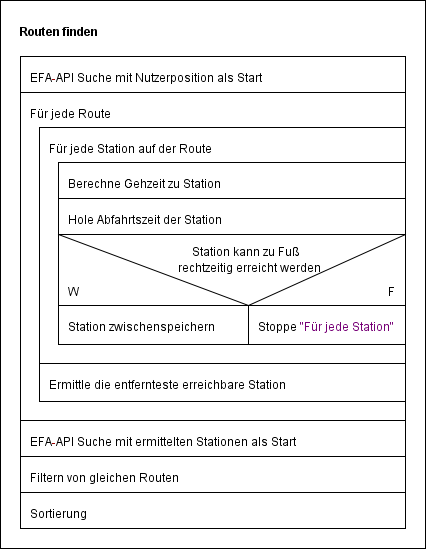 Routen finden
EFA-API Suche mit Nutzerposition als Start
Für jede Route
Für jede Station auf der Route
Berechne Gehzeit zu Station
Hole Abfahrtszeit der Station
Station kann zu Fuß
rechtzeitig erreicht werden
W F
Station zwischenspeichern Stoppe "Für jede Station"
Ermittle die entfernteste erreichbare Station
EFA-API Suche mit ermittelten Stationen als Start
Filtern von gleichen Routen
Sortierung